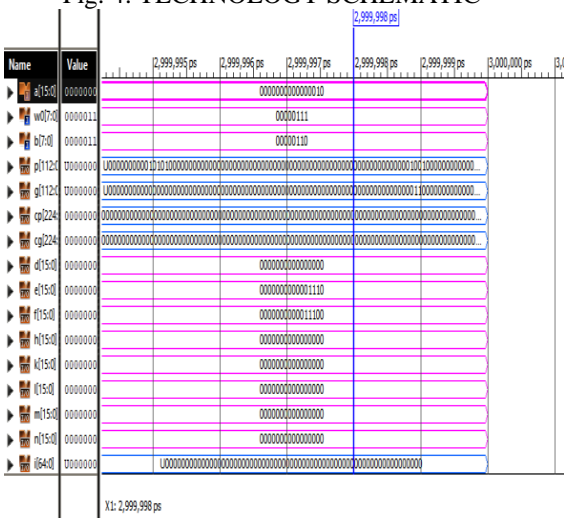 Fig. 4. TECHNOLOGY SCHEMATIC
2,999,998 ps
Name Value 2,999,995 ps 2,999,996 ps 2,999,997 ps 2,999,998 ps 2,999,999 ps 3,000,000 ps 3,0
a[15:0] 0000000 0000000000000010
w0[7:0] 0000011 00000111
b[7:0] 0000011 00000110
p[112:0 U000000
g[112:0 U000000
cp[224: 0000000
cg[224: 0000000
d[15:0] 0000000 0000000000000000
e[15:0] 0000000 0000000000001110
f[15:0] 0000000 0000000000011100
h[15:0] 0000000 0000000000000000
k[15:0] 0000000 0000000000000000
l[15:0] 0000000 0000000000000000
m[15:0] 0000000 0000000000000000
n[15:0] 0000000 0000000000000000
i[64:0] U000000
X1: 2,999,998 ps